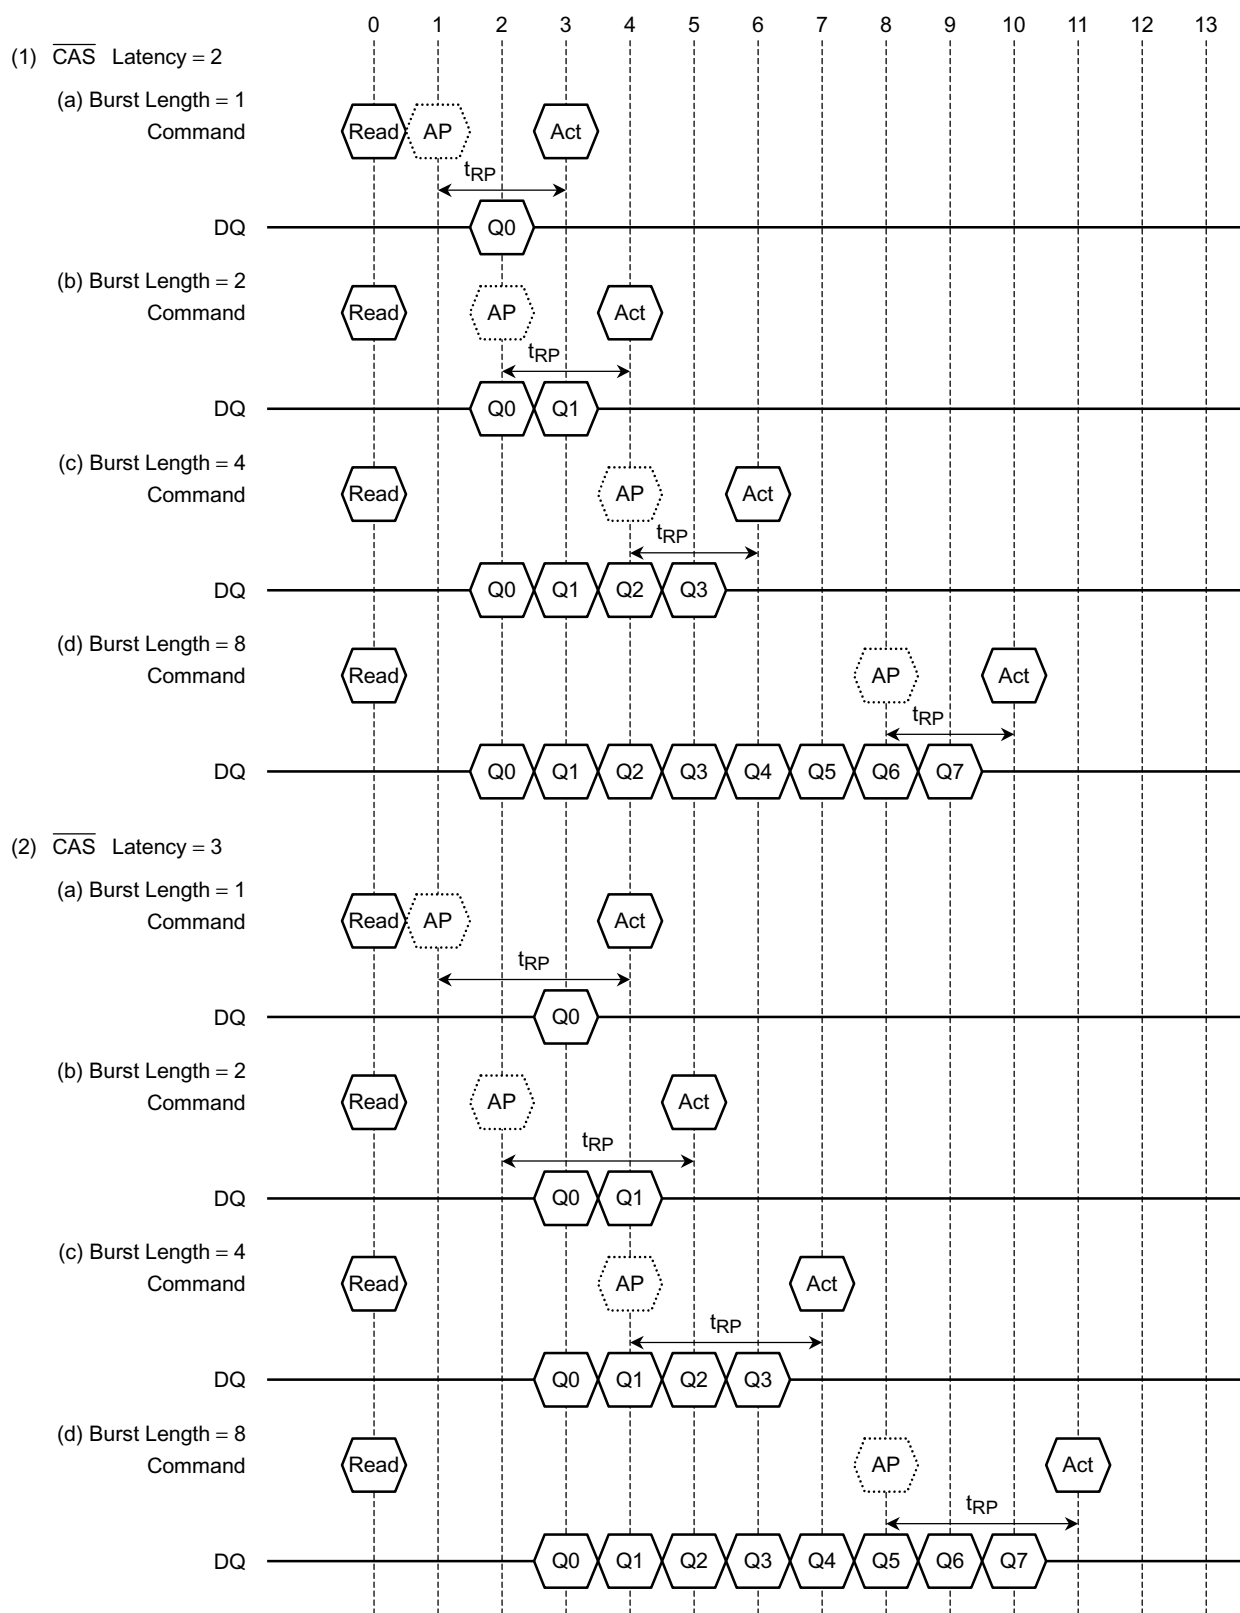 0 1 2 3 4 5 6 7 8 9 10 11 12 13
(1) CAS Latency = 2
(a) Burst Length = 1
Command Read AP Act
tRP
DQ Q0
(b) Burst Length = 2
Command Read AP Act
tRP
DQ Q0 Q1
(c) Burst Length = 4
Command Read AP Act
tRP
DQ Q0 Q1 Q2 Q3
(d) Burst Length = 8
Command Read AP Act
tRP
DQ Q0 Q1 Q2 Q3 Q4 Q5 Q6 Q7
(2) CAS Latency = 3
(a) Burst Length = 1
Command Read AP Act
tRP
DQ Q0
(b) Burst Length = 2
Command Read AP Act
tRP
DQ Q0 Q1
(c) Burst Length = 4
Command Read AP Act
tRP
DQ Q0 Q1 Q2 Q3
(d) Burst Length = 8
Command Read AP Act
tRP
DQ Q0 Q1 Q2 Q3 Q4 Q5 Q6 Q7